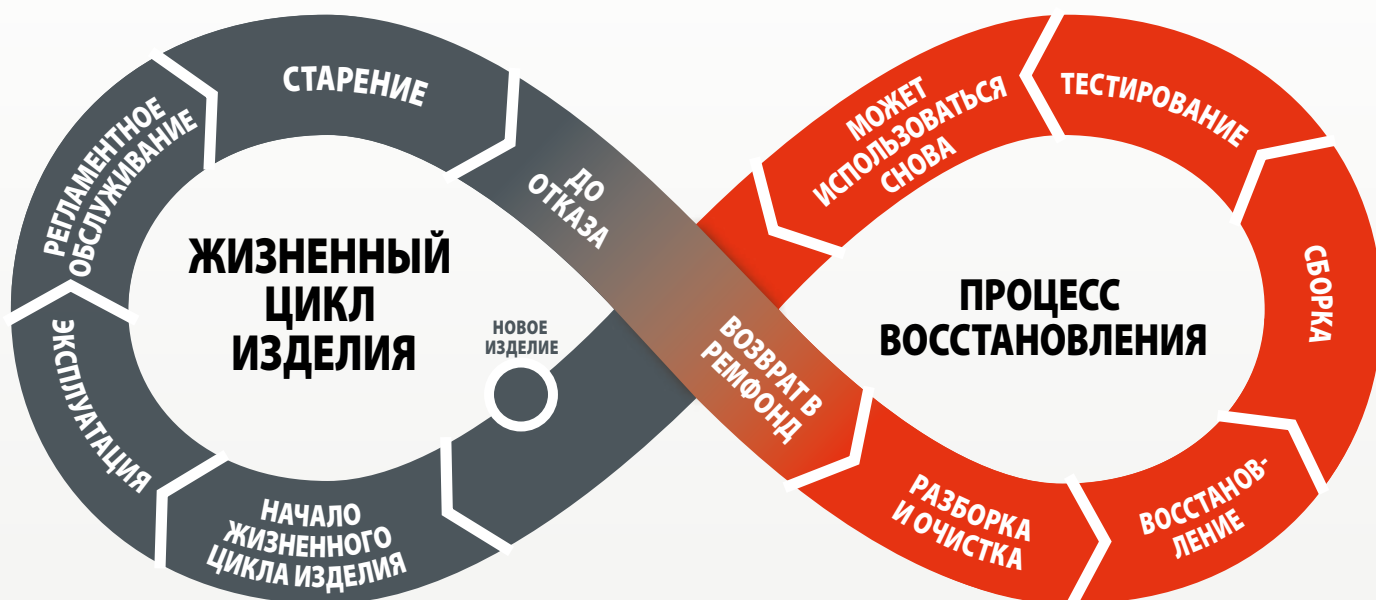 ЖИЗНЕННЫЙ
ЦИКЛ
ИЗДЕЛИЯ
НОВОЕ
ИЗДЕЛИЕ
НАЧАЛО
ЖИЗНЕННОГО
ЦИКЛА ИЗДЕЛИЯ
ЭКСПЛУАТАЦИЯ
РЕГЛАМЕНТНОЕ
ОБСЛУЖИВАНИЕ
СТАРЕНИЕ
ДО
ОТКАЗА
ВОЗВРАТ В
РЕМФОНД
ПРОЦЕСС
ВОССТАНОВЛЕНИЯ
РАЗБОРКА
И ОЧИСТКА
ВОССТАНОВ-
ЛЕНИЕ
СБОРКА
ТЕСТИРОВАНИЕ
МОЖЕТ
ИСПОЛЬЗОВАТЬСЯ
СНОВА